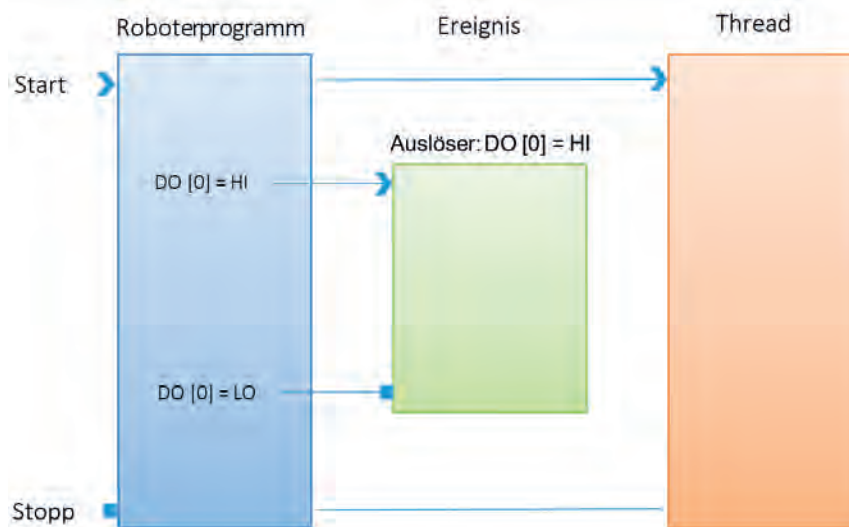 Roboterprogramm
Ereignis
Thread
Start
Auslöser: DO [0] = HI
DO [0] = HI
DO [0] = LO
Stopp